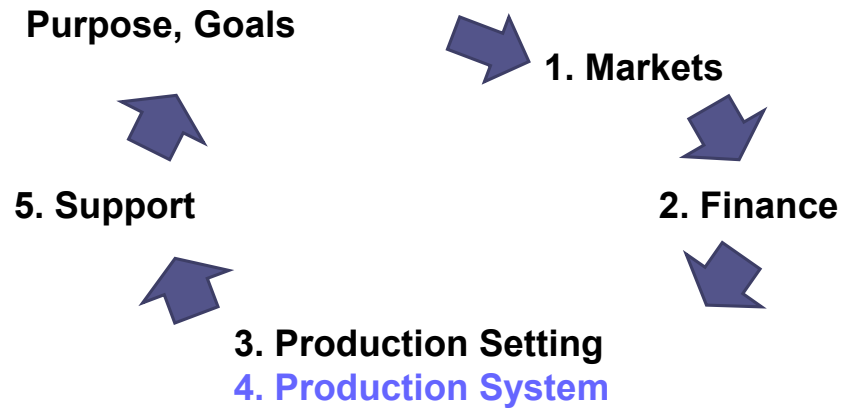 Purpose, Goals
1. Markets
2. Finance
3. Production Setting
4. Production System
5. Support